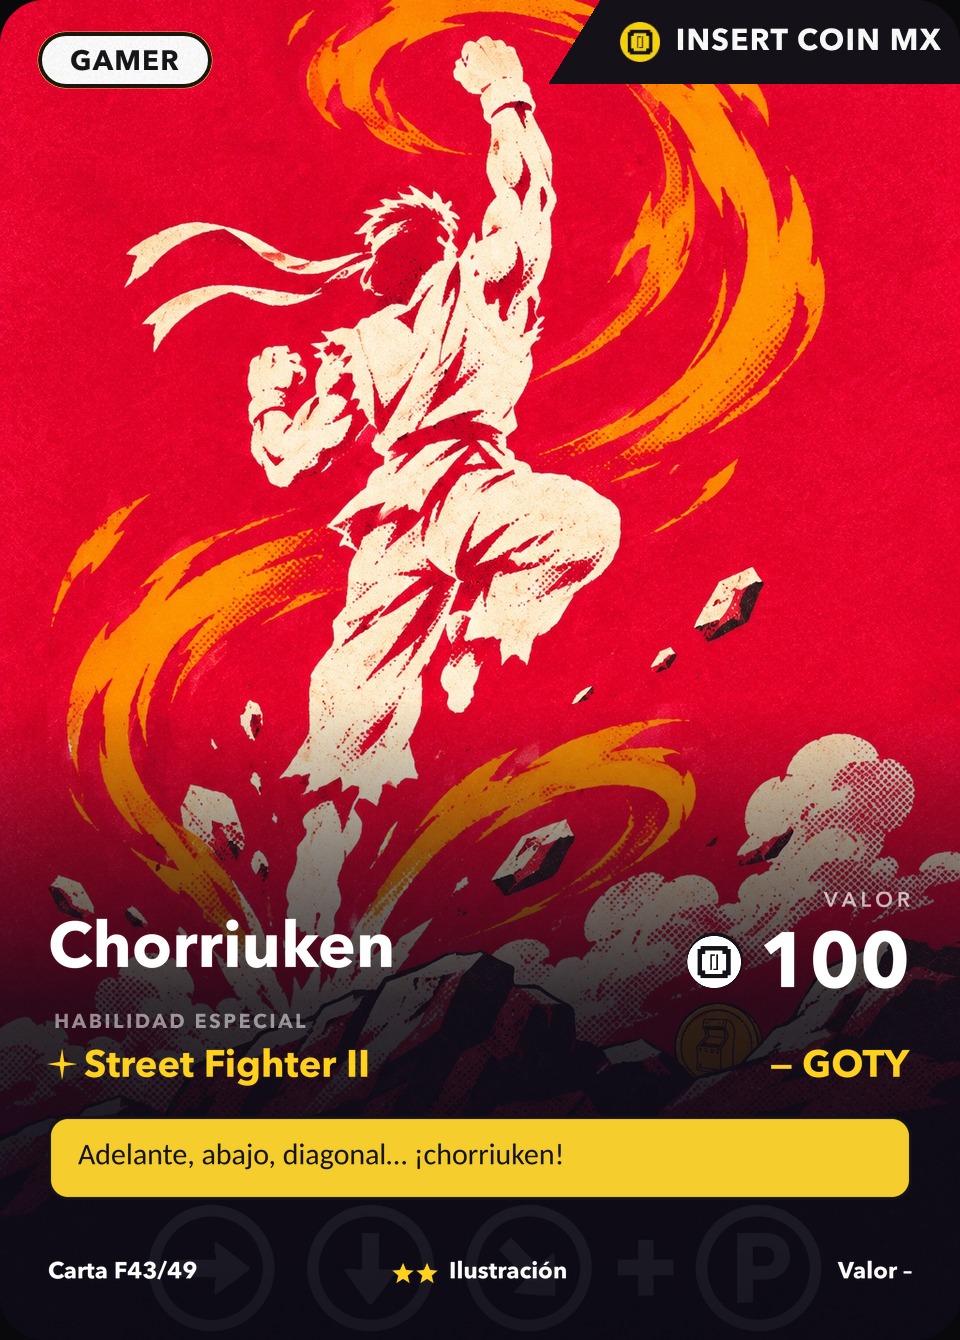 GAMER
INSERT COIN MX
VALOR
Chorriuken
100
HABILIDAD ESPECIAL
Street Fighter II
– GOTY
Adelante, abajo, diagonal... ¡chorriuken!
Carta F43/49
★★ Ilustración
Valor –
P